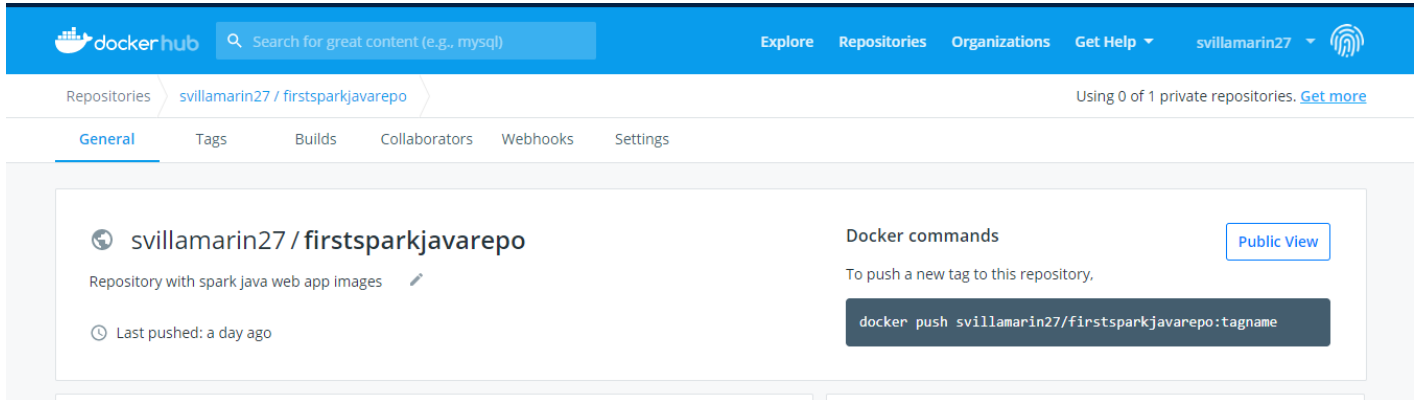 dockerhub Search for great content (e.g., mysql) Explore Repositories Organizations Get Help svillamarin27
Repositories svillamarin27 / firstsparkjavarepo Using 0 of 1 private repositories. Get more
General Tags Builds Collaborators Webhooks Settings
svillamarin27 / firstsparkjavarepo
Repository with spark java web app images
Last pushed: a day ago
Docker commands
Public View
To push a new tag to this repository,
docker push svillamarin27/firstsparkjavarepo:tagname